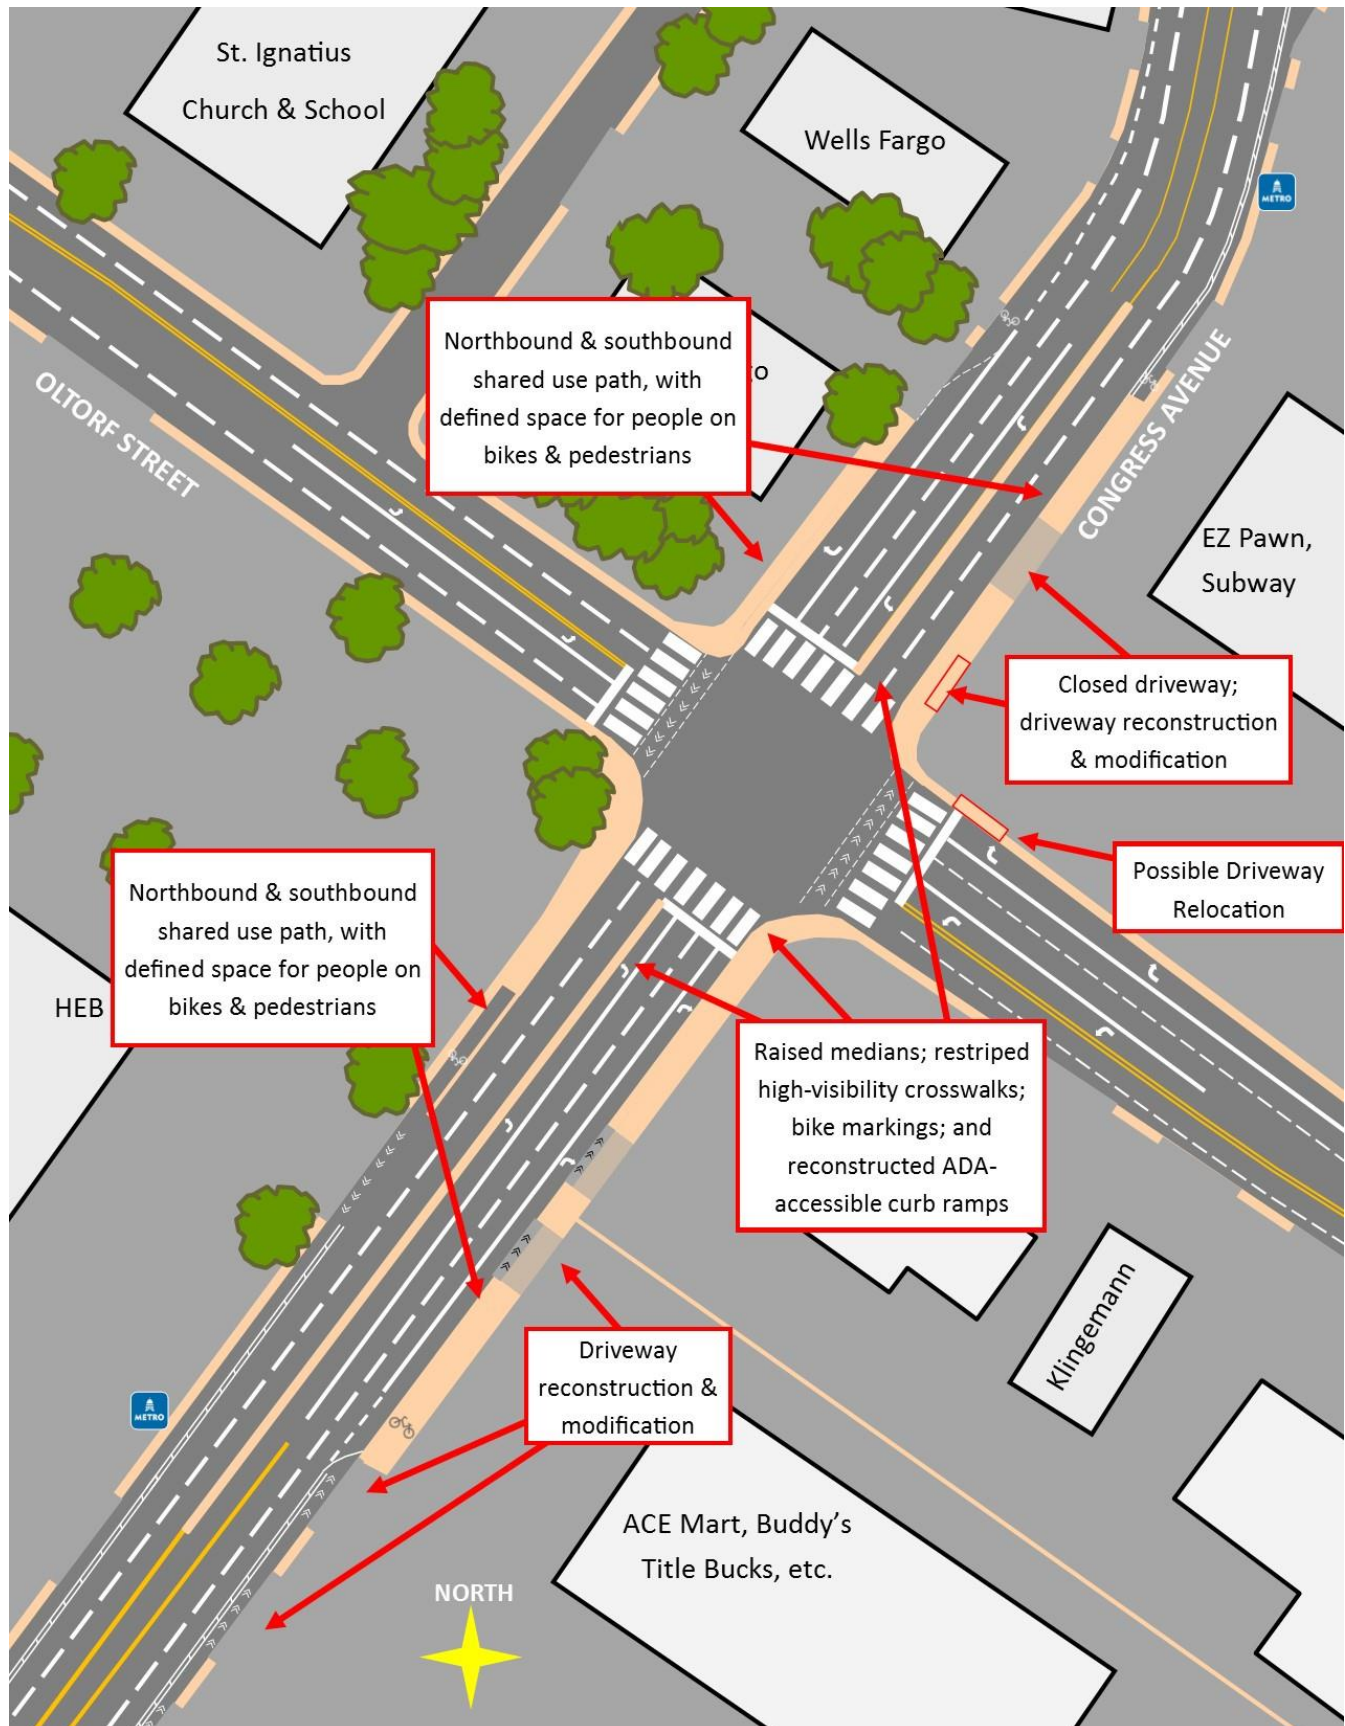 St. Ignatius
Church & School
Wells Fargo
METRO
Northbound & southbound
shared use path, with
defined space for people on
bikes & pedestrians
go
OLTORF STREET
CONGRESS AVENUE
EZ Pawn,
Subway
Closed driveway;
driveway reconstruction
& modification
Possible Driveway
Relocation
Northbound & southbound
shared use path, with
defined space for people on
bikes & pedestrians
HEB
Raised medians; restriped
high-visibility crosswalks;
bike markings; and
reconstructed ADA-
accessible curb ramps
Klingemann
Driveway
reconstruction &
modification
METRO
ACE Mart, Buddy's
Title Bucks, etc.
NORTH